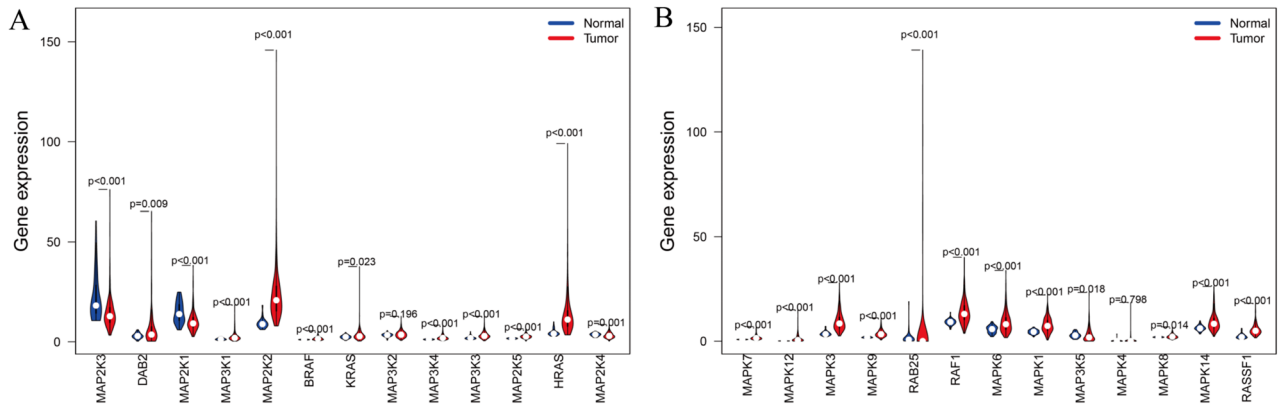 A
Gene expression
150
100
50
0
Normal
Tumor
p<0.001
p=0.009
p<0.001
p<0.001
p<0.001
p<0.001
p=0.023
p=0.196
p<0.001
p<0.001
p<0.001
p<0.001
p=0.001
MAP2K3
DAB2
MAP2K1
MAP3K1
MAP2K2
BRAF
KRAS
MAP3K2
MAP3K4
MAP3K3
MAP2K5
HRAS
MAP2K4
B
Gene expression
150
100
50
0
Normal
Tumor
p<0.001
p<0.001
p<0.001
p<0.001
p<0.001
p<0.001
p<0.001
p<0.001
p=0.018
p=0.798
p=0.014
p<0.001
p<0.001
MAPK7
MAPK12
MAPK3
MAPK9
RAB25
RAF1
MAPK6
MAPK1
MAP3K5
MAPK4
MAPK8
MAPK14
RASSF1